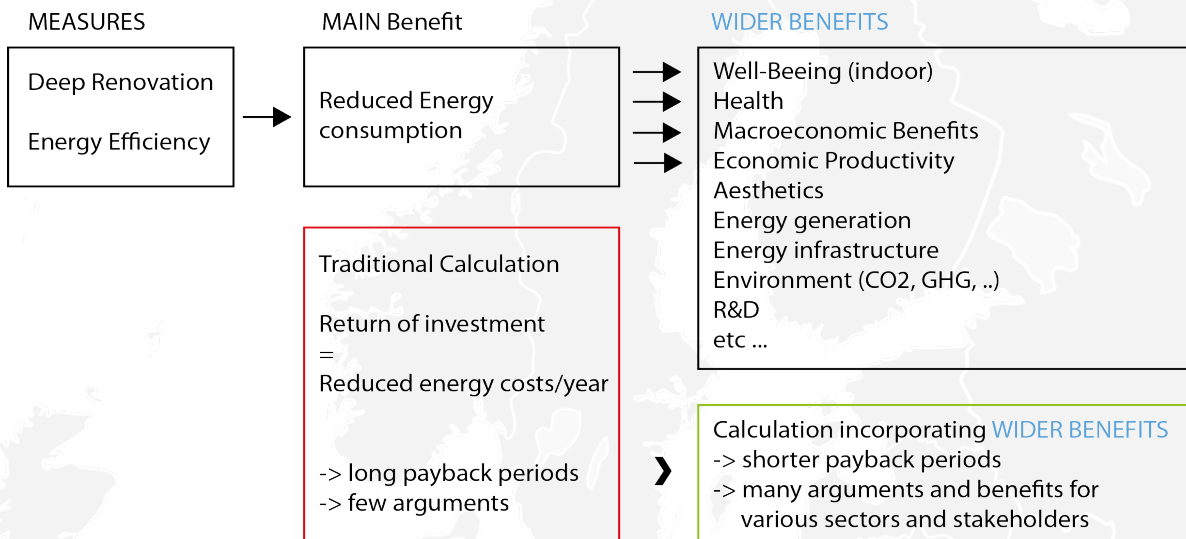 MEASURES
Deep Renovation
Energy Efficiency
MAIN Benefit
Reduced Energy
consumption
WIDER BENEFITS
Well-Beeing (indoor)
Health
Macroeconomic Benefits
Economic Productivity
Aesthetics
Energy generation
Energy infrastructure
Environment (CO2, GHG, ..)
R&D
etc ...
Traditional Calculation
Return of investment
=
Reduced energy costs/year
-> long payback periods
-> few arguments
Calculation incorporating WIDER BENEFITS
-> shorter payback periods
-> many arguments and benefits for
various sectors and stakeholders